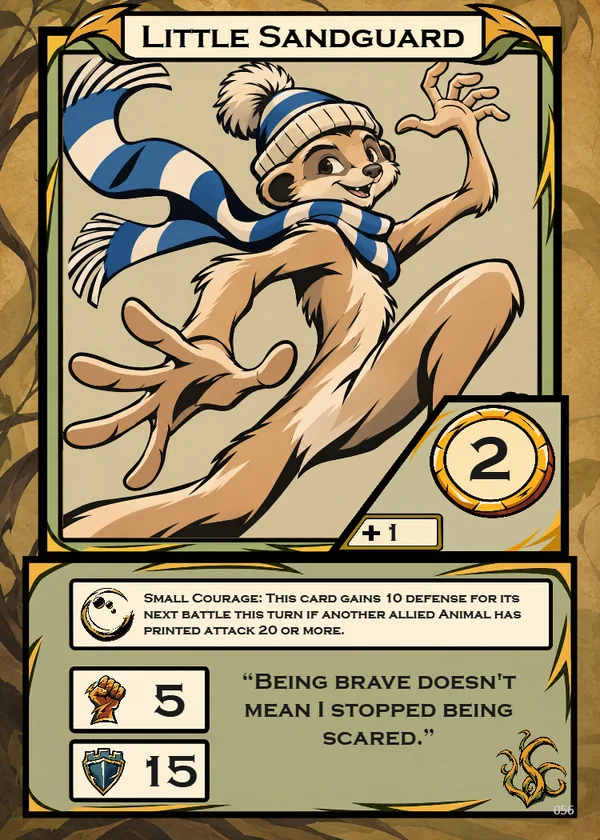 Little Sandguard
2
+ 1
Small Courage: This card gains 10 defense for its
next battle this turn if another allied Animal has
printed attack 20 or more.
5
15
“Being brave doesn't
mean I stopped being
scared.”
056